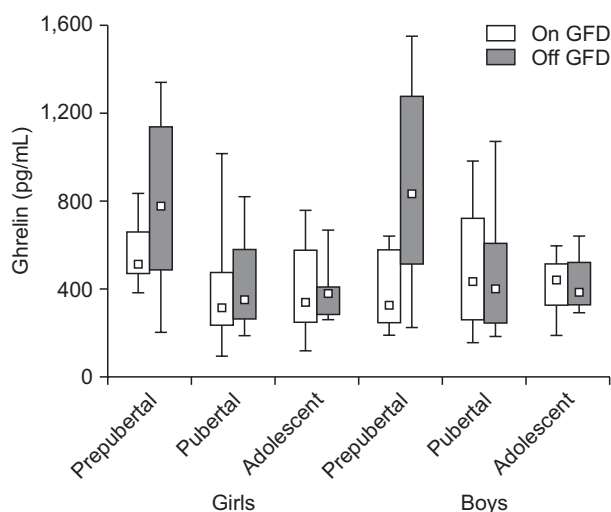 1,600
On GFD
Off GFD
1,200
Ghrelin (pg/mL)
800
400
0
Prepubertal
Pubertal
Adolescent
Prepubertal
Pubertal
Adolescent
Girls
Boys